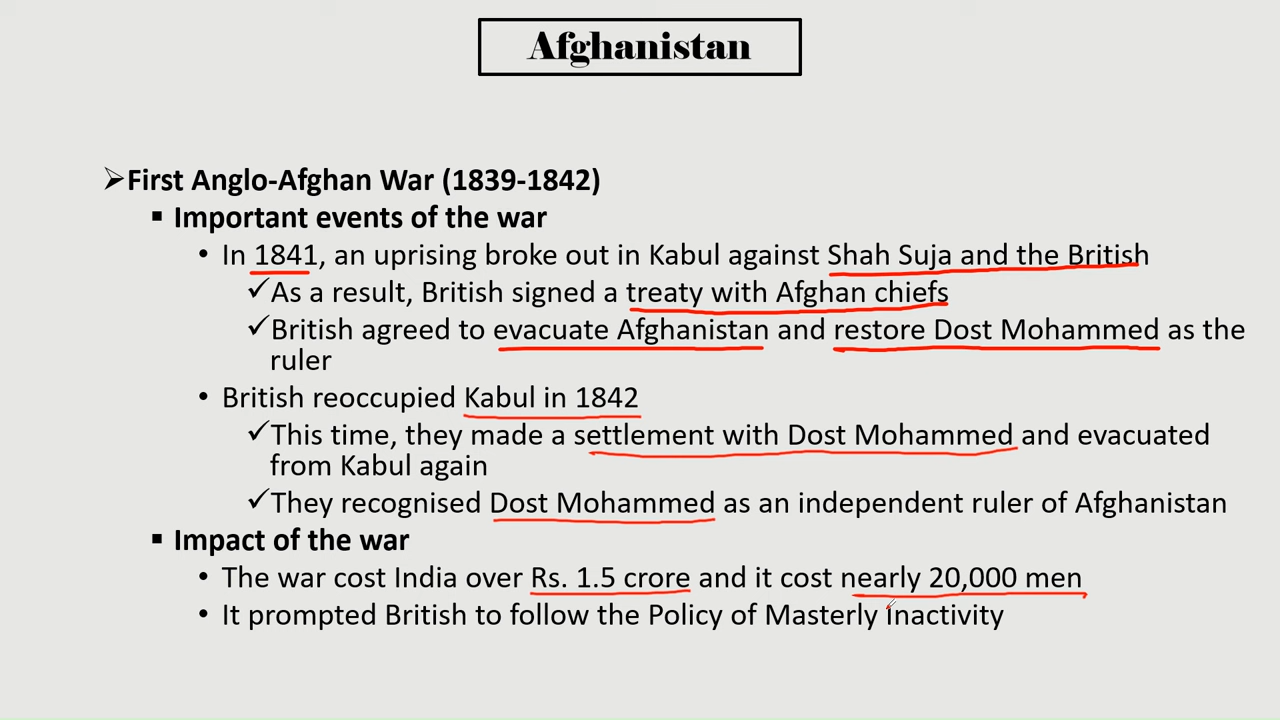 Afghanistan
➢First Anglo-Afghan War (1839-1842)
▪ Important events of the war
• In 1841, an uprising broke out in Kabul against Shah Suja and the British
✓As a result, British signed a treaty with Afghan chiefs
✓British agreed to evacuate Afghanistan and restore Dost Mohammed as the
ruler
• British reoccupied Kabul in 1842
✓This time, they made a settlement with Dost Mohammed and evacuated
from Kabul again
✓They recognised Dost Mohammed as an independent ruler of Afghanistan
▪ Impact of the war
• The war cost India over Rs. 1.5 crore and it cost nearly 20,000 men
• It prompted British to follow the Policy of Masterly Inactivity